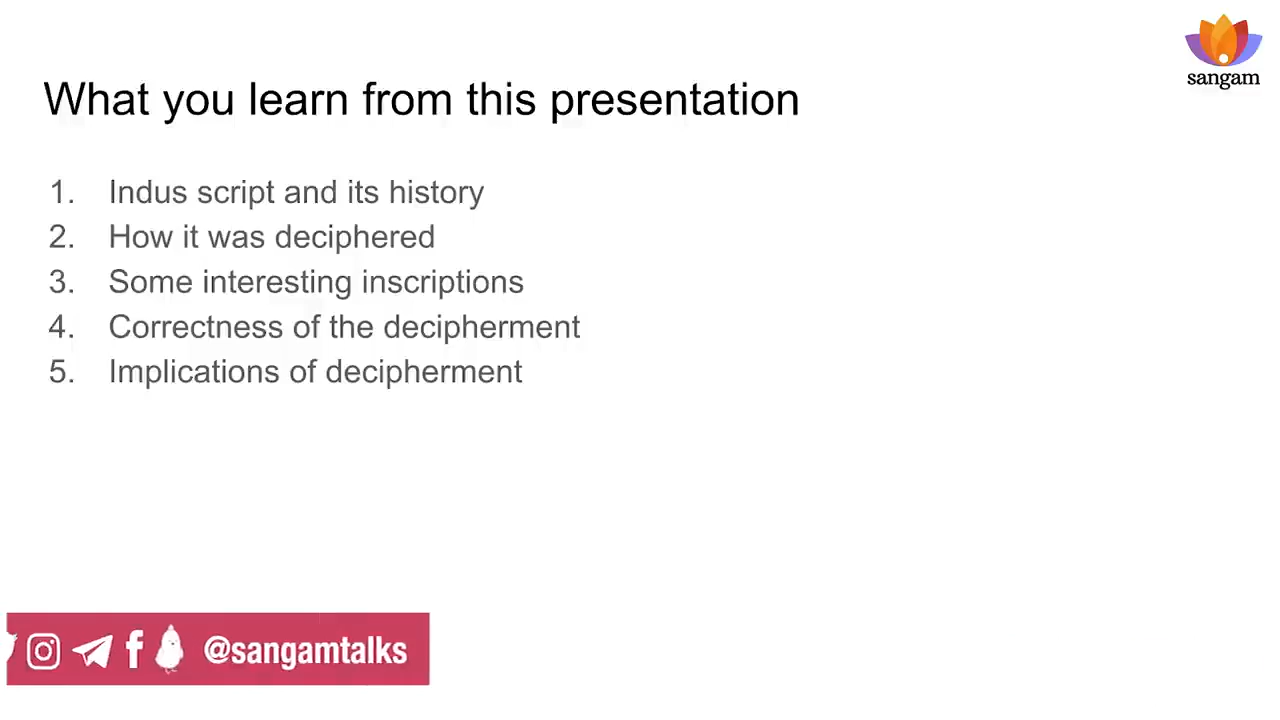 sangam
What you learn from this presentation
1. Indus script and its history
2. How it was deciphered
3. Some interesting inscriptions
4. Correctness of the decipherment
5. Implications of decipherment
@sangamtalks